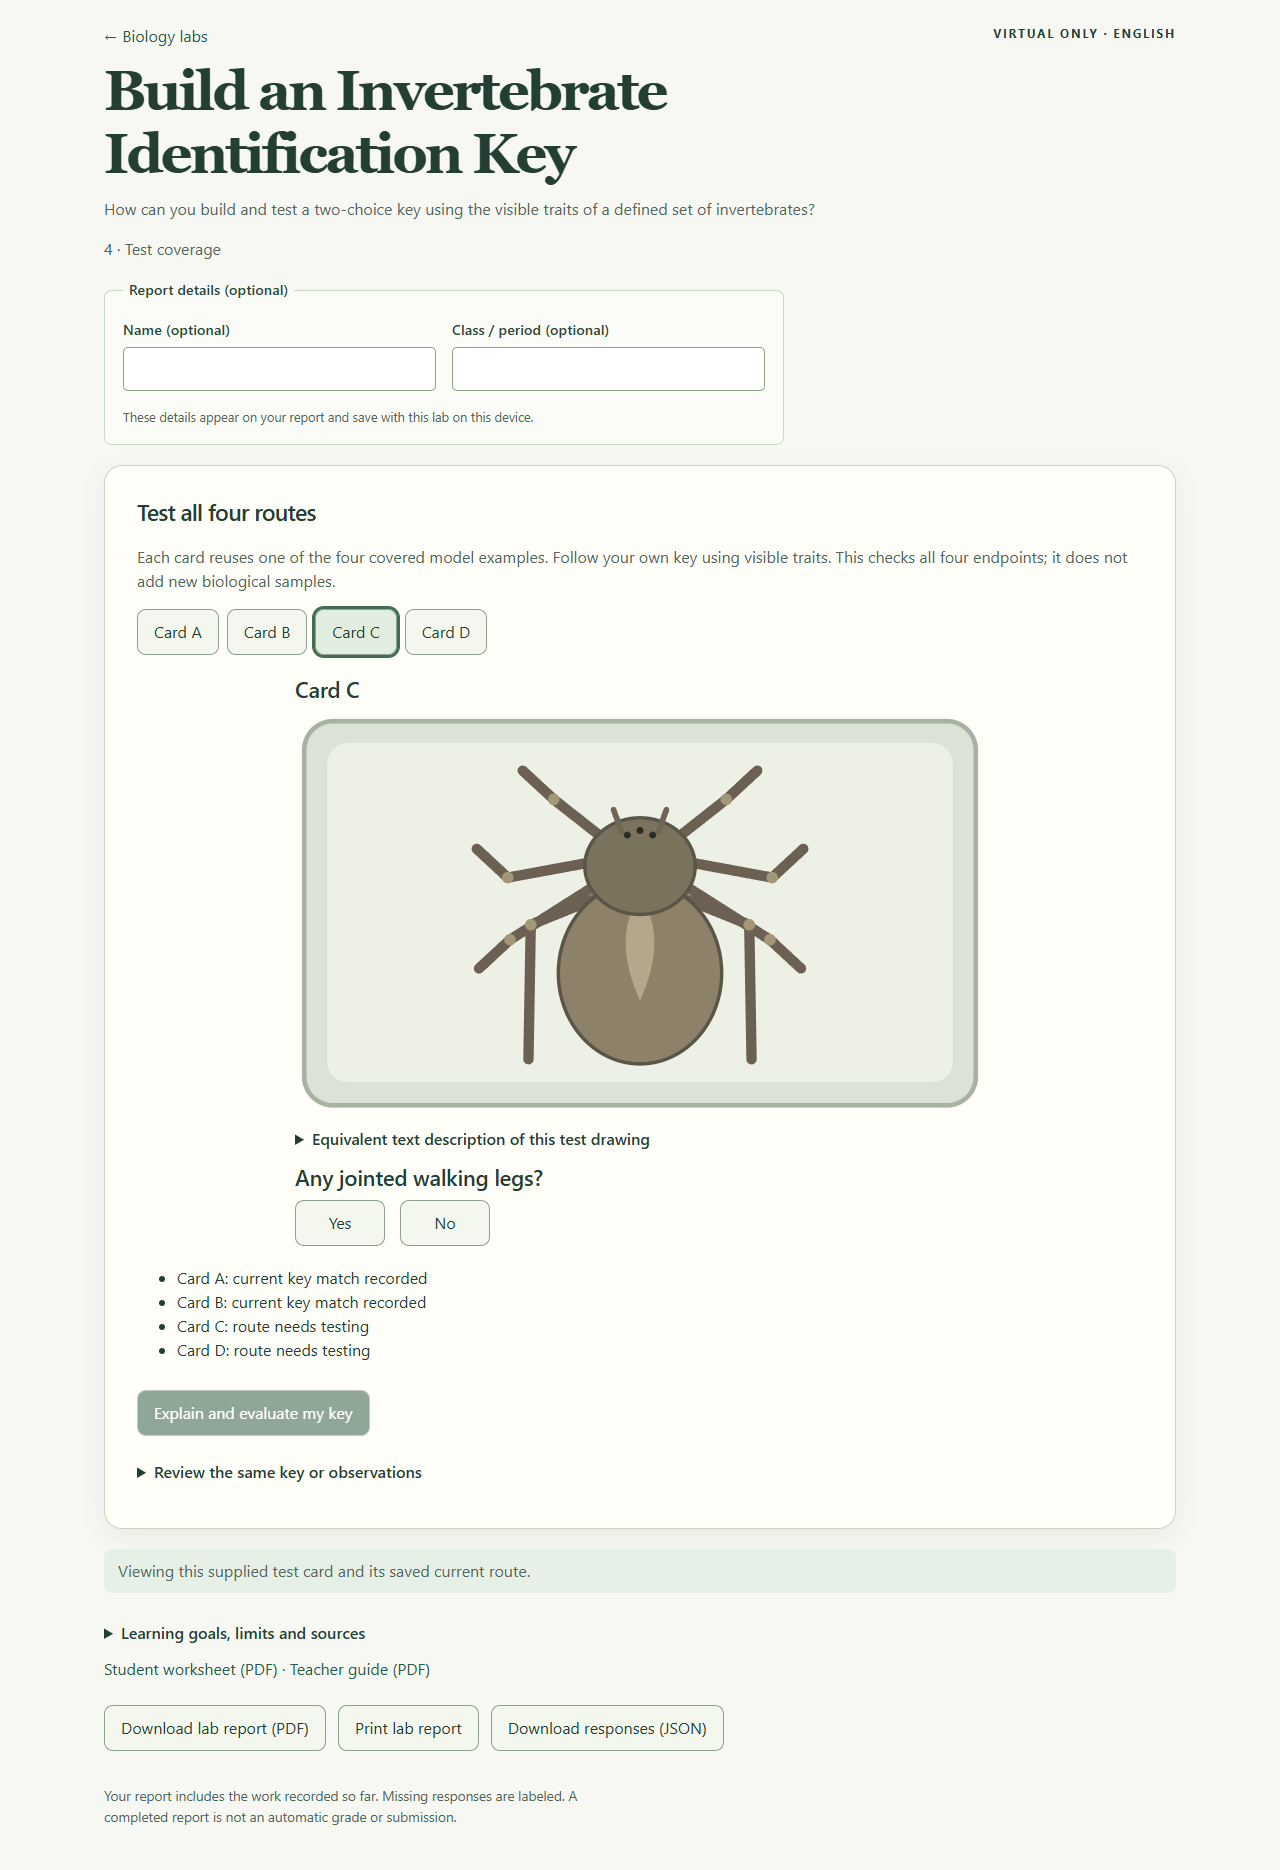 ← Biology labs
VIRTUAL ONLY · ENGLISH
Build an Invertebrate
Identification Key
How can you build and test a two-choice key using the visible traits of a defined set of invertebrates?
4 · Test coverage
Report details (optional)
Name (optional)
Class / period (optional)
These details appear on your report and save with this lab on this device.
Test all four routes
Each card reuses one of the four covered model examples. Follow your own key using visible traits. This checks all four endpoints; it does not
add new biological samples.
Card A
Card B
Card C
Card D
Card C
Equivalent text description of this test drawing
Any jointed walking legs?
Yes
No
Card A: current key match recorded
Card B: current key match recorded
Card C: route needs testing
Card D: route needs testing
Explain and evaluate my key
Review the same key or observations
Viewing this supplied test card and its saved current route.
Learning goals, limits and sources
Student worksheet (PDF) · Teacher guide (PDF)
Download lab report (PDF)
Print lab report
Download responses (JSON)
Your report includes the work recorded so far. Missing responses are labeled. A
completed report is not an automatic grade or submission.